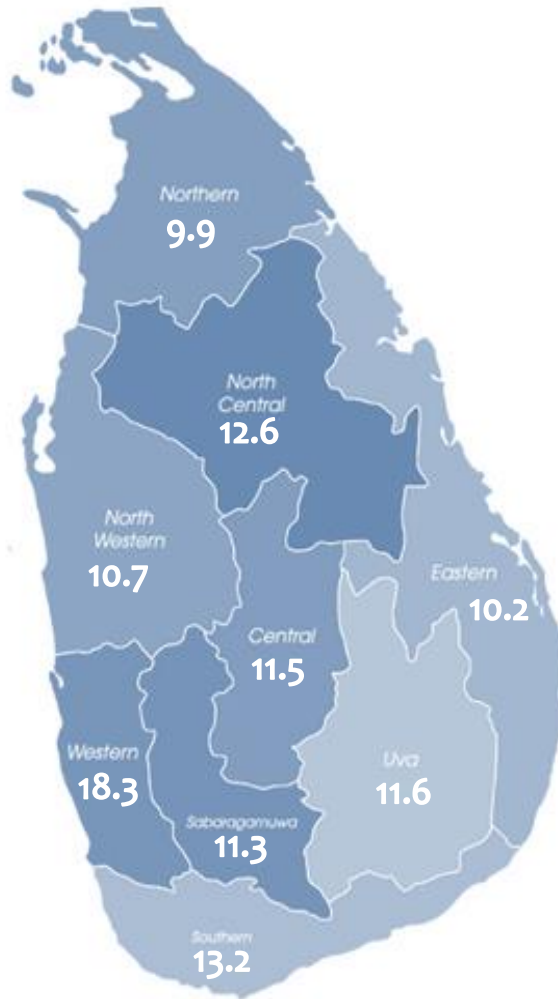 Northern
9.9
North
Central
12.6
North
Western
10.7
Eastern
10.2
Central
11.5
Western
18.3
Uva
11.6
Sabaragamuwa
11.3
Southern
13.2